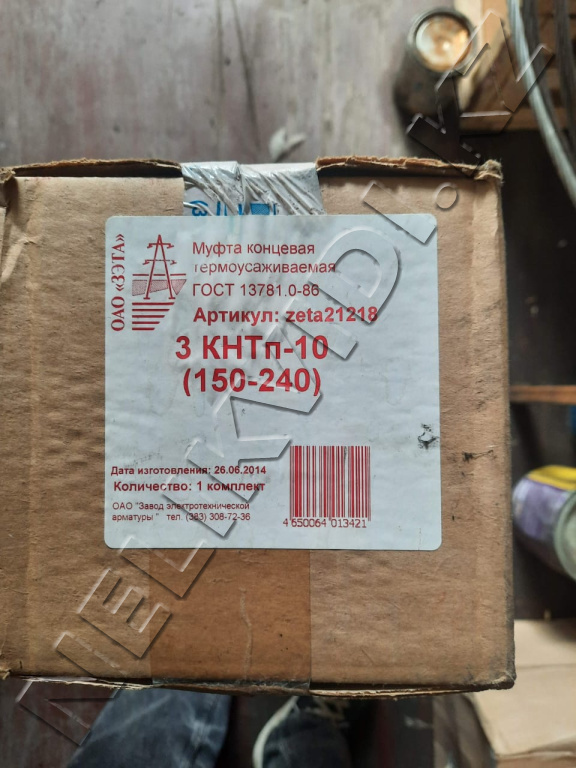 ОАО «ЗЭТА»
Муфта концевая
термоусаживаемая
ГОСТ 13781.0-86
Артикул: zeta21218
3 КНТп-10
(150-240)
Дата изготовления: 26.06.2014
Количество: 1 комплект
ОАО "Завод электротехнической
арматуры " тел. (383) 308-72-36
4 650064 013421